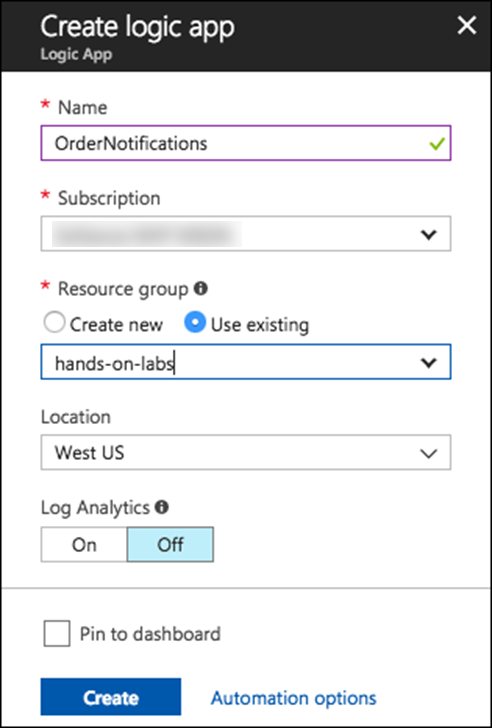 Create logic app
Logic App
* Name
OrderNotifications
* Subscription
* Resource group
Create new Use existing
hands-on-labs
Location
West US
Log Analytics
On Off
Pin to dashboard
Create Automation options